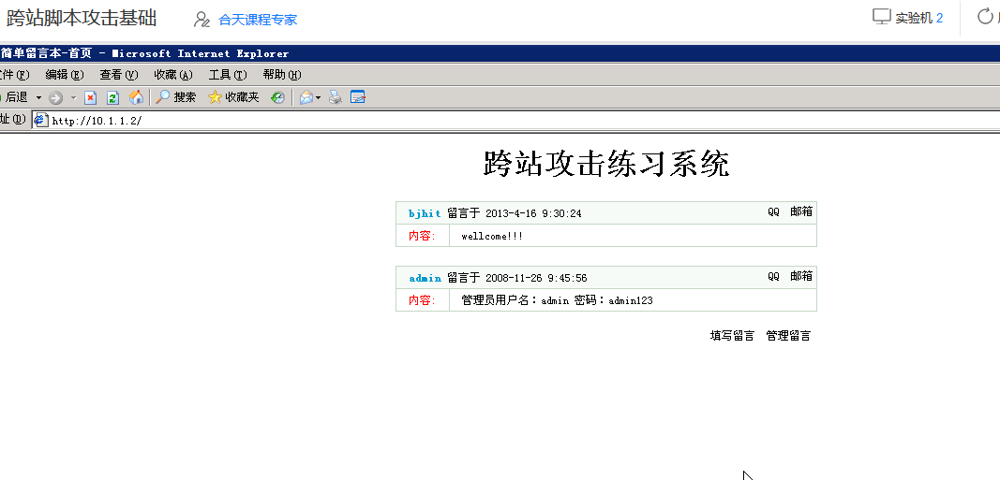 跨站脚本攻击基础 合天课程专家 实验机 2
简单留言本-首页 - Microsoft Internet Explorer
件(F) 编辑(E) 查看(V) 收藏(A) 工具(T) 帮助(H)
后退 搜索 收藏夹
址(D) http://10.1.1.2/
跨站攻击练习系统
bjhit 留言于 2013-4-16 9:30:24 QQ 邮箱
内容: wellcome!!!
admin 留言于 2008-11-26 9:45:56 QQ 邮箱
内容: 管理员用户名：admin 密码：admin123
填写留言 管理留言